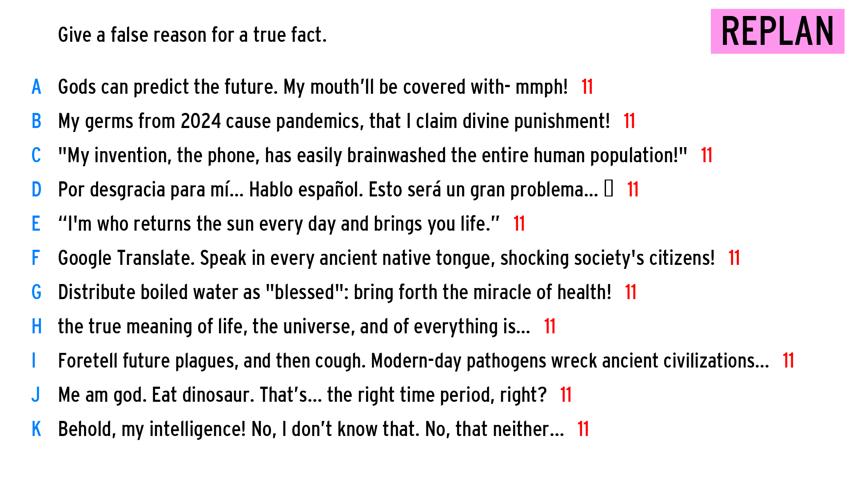 Give a false reason for a true fact.
REPLAN
A Gods can predict the future. My mouth’ll be covered with- mmph! 11
B My germs from 2024 cause pandemics, that I claim divine punishment! 11
C "My invention, the phone, has easily brainwashed the entire human population!" 11
D Por desgracia para mí... Hablo español. Esto será un gran problema... 11
E “I'm who returns the sun every day and brings you life.” 11
F Google Translate. Speak in every ancient native tongue, shocking society's citizens! 11
G Distribute boiled water as "blessed": bring forth the miracle of health! 11
H the true meaning of life, the universe, and of everything is... 11
I Foretell future plagues, and then cough. Modern-day pathogens wreck ancient civilizations... 11
J Me am god. Eat dinosaur. That’s... the right time period, right? 11
K Behold, my intelligence! No, I don’t know that. No, that neither... 11